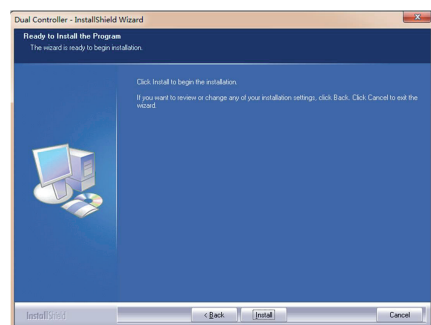 Dual Controller - InstallShield Wizard
Ready to Install the Program
The wizard is ready to begin installation.
Click Install to begin the installation.
If you want to review or change any of your installation settings, click Back. Click Cancel to exit the
wizard.
InstallShield
< Back
Install
Cancel